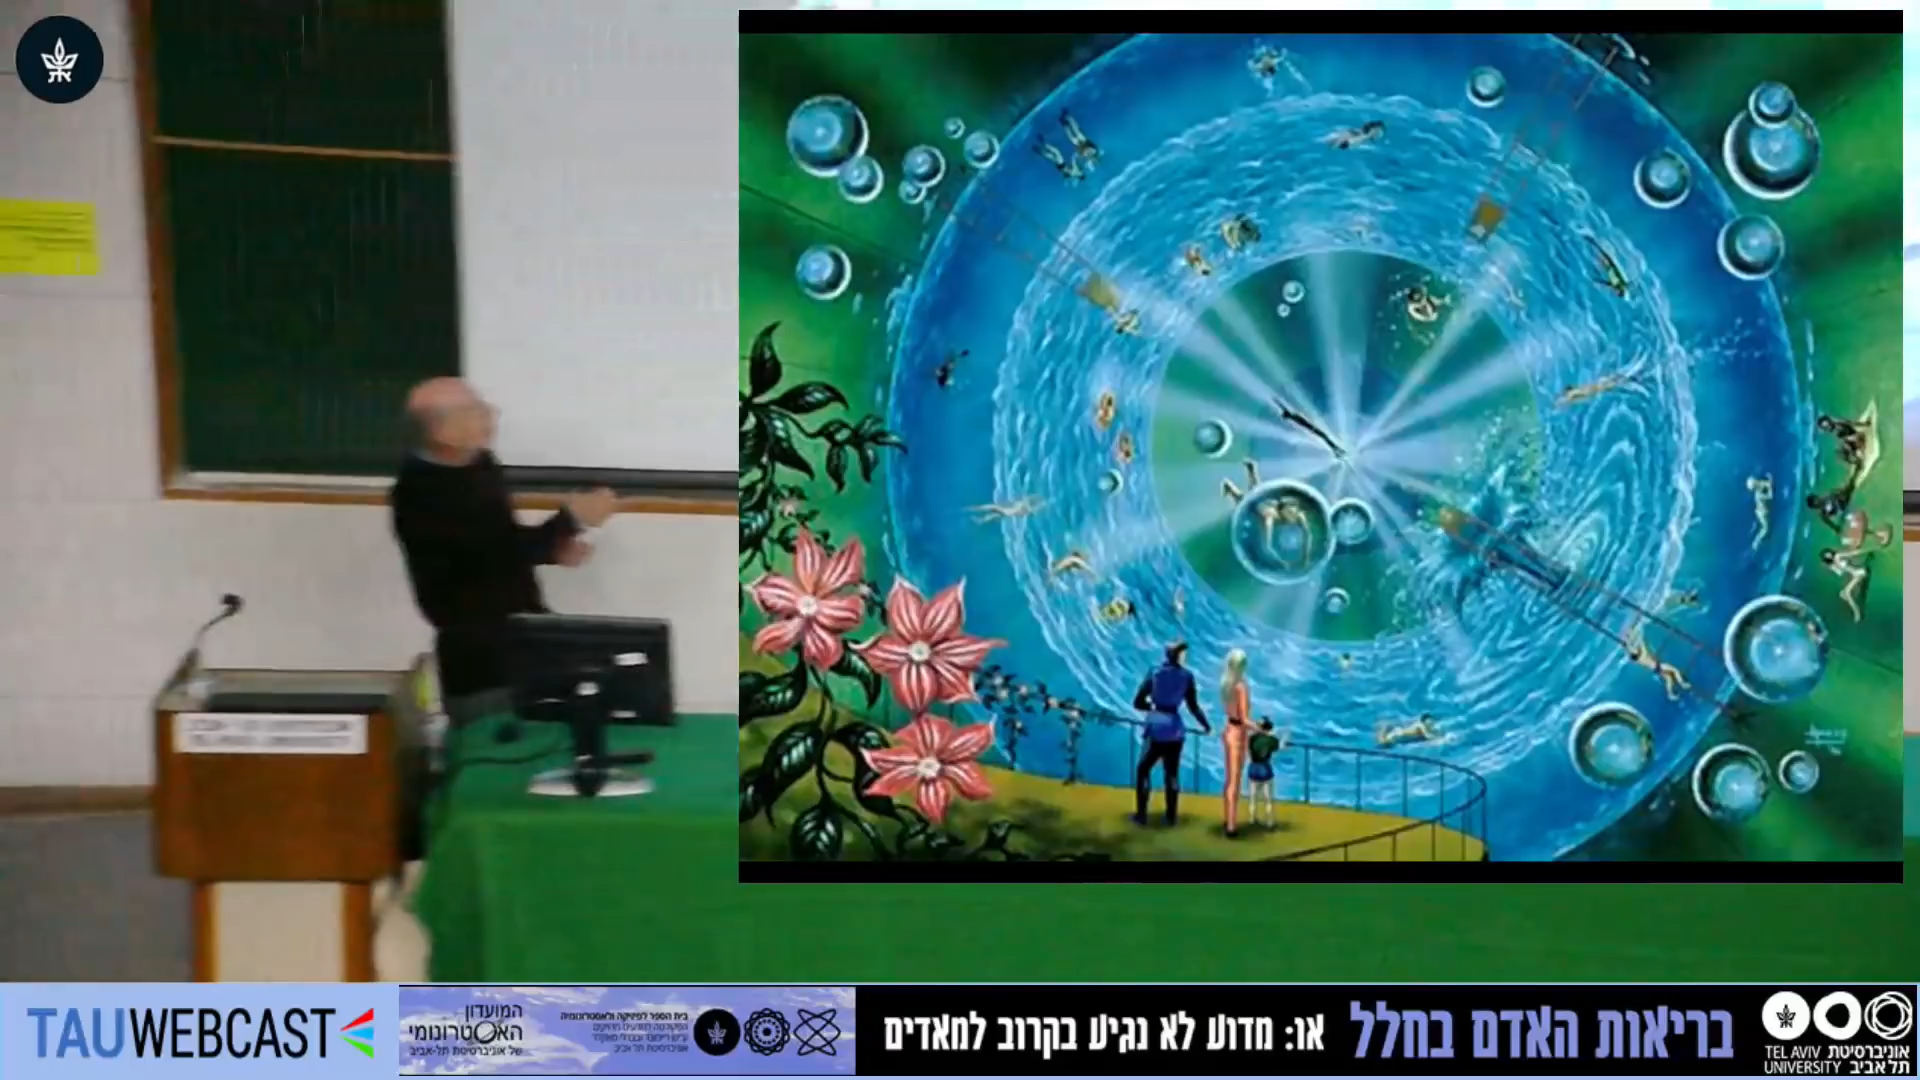 TAUWEBCAST
המועדון
האסטרונומי
של אוניברסיטת תל-אביב
בית הספר לפיזיקה ולאסטרונומיה
בריאות האדם בחלל
או: מדוע לא נגיע בקרוב למאדים
TEL AVIV אוניברסיטת
UNIVERSITY תל אביב